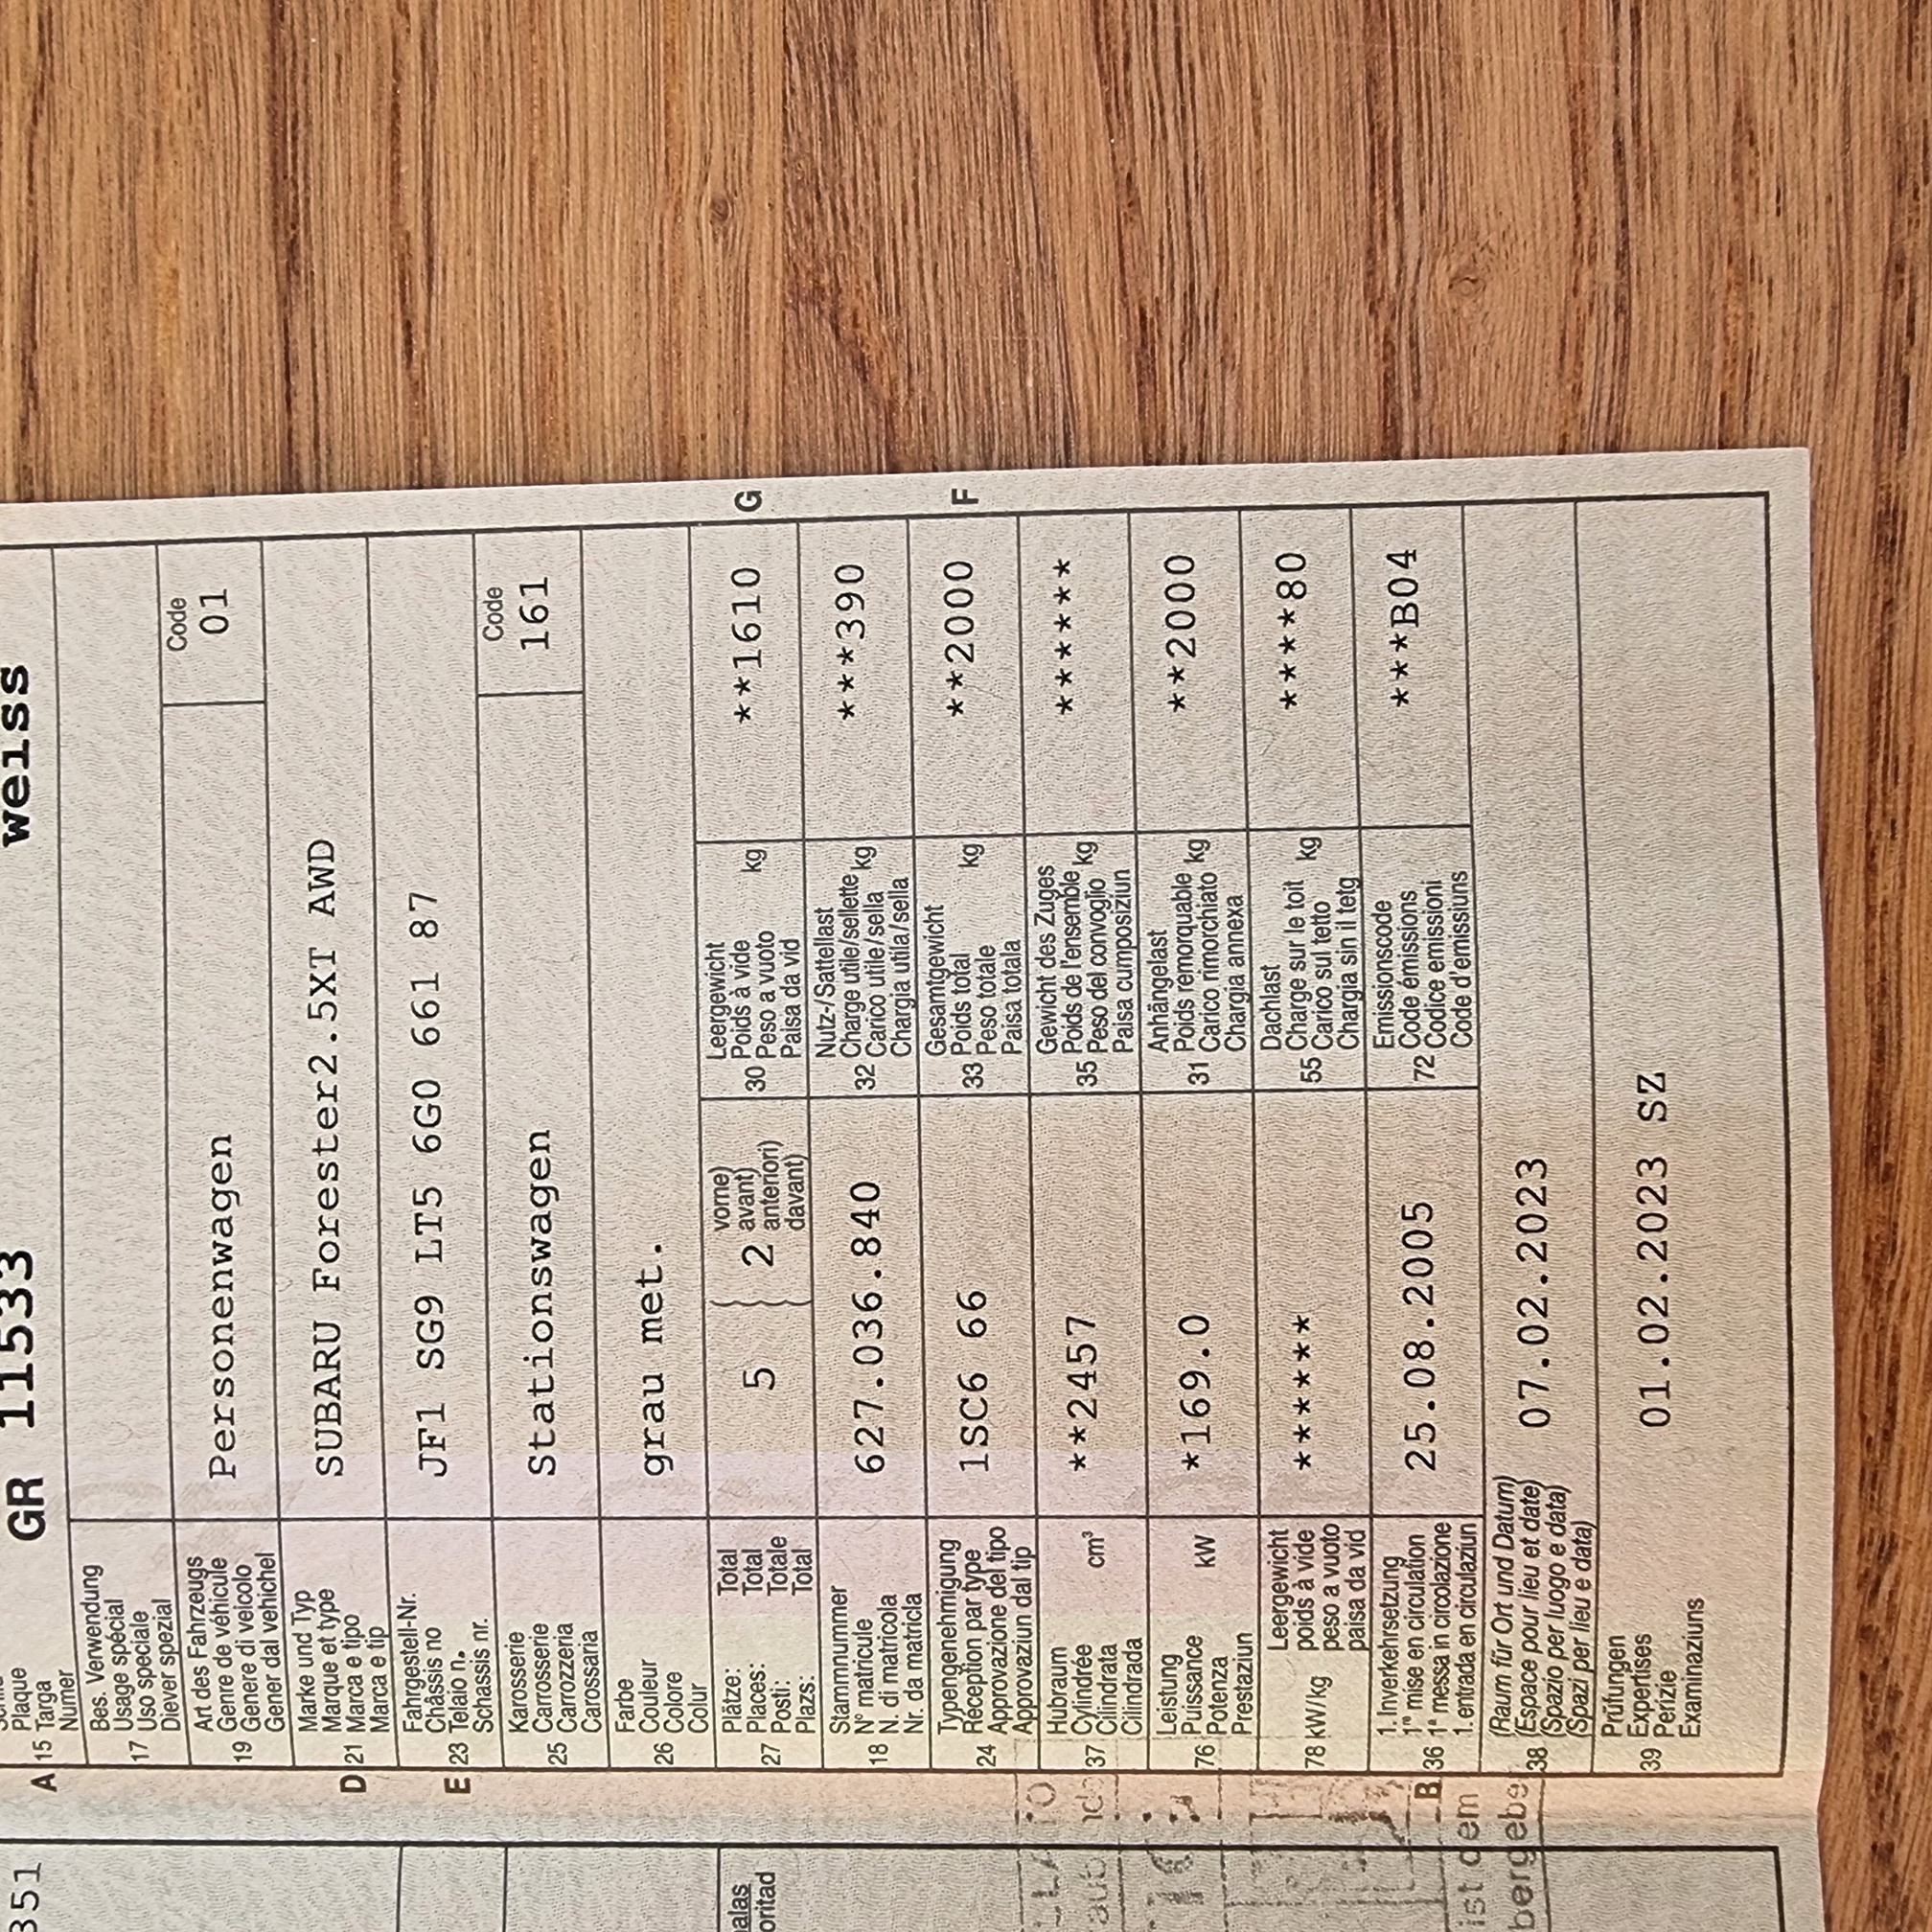 A 15 Plaque
Targa
Numer
GR 11533
weiss
17 Bes. Verwendung
Usage spécial
Uso speciale
Diever spezial
19 Art des Fahrzeugs
Genre de véhicule
Genere di veicolo
Gener dal vehichel
Personenwagen
Code
01
D 21 Marke und Typ
Marque et type
Marca e tipo
Marca e tip
SUBARU Forester2.5XT AWD
E 23 Fahrgestell-Nr.
Châssis no
Telaio n.
Schassis nr.
JF1 SG9 LT5 6G0 661 87
25 Karosserie
Carrosserie
Carrozzeria
Carossaria
Stationswagen
Code
161
26 Farbe
Couleur
Colore
Colur
grau met.
27 Plätze: Total
Places: Total
Posti: Totale
Plazs: Total
5
2
vorne)
avant)
anteriori)
davant)
30 Leergewicht
Poids à vide kg
Peso a vuoto
Paisa da vid
**1610
G
18 Stammnummer
N° matricule
N. di matricola
Nr. da matricla
627.036.840
32 Nutz-/Sattellast
Charge utile/sellette kg
Carico utile/sella
Chargia utila/sella
***390
24 Typengenehmigung
Réception par type
Approvazione del tipo
Approvaziun dal tip
1SC6 66
33 Gesamtgewicht
Poids total kg
Peso totale
Paisa totala
**2000
F
37 Hubraum
Cylindrée cm³
Cilindrata
Cilindrada
**2457
35 Gewicht des Zuges
Poids de l'ensemble kg
Peso del convoglio
Paisa cumposiziun
******
76 Leistung
Puissance kW
Potenza
Prestaziun
*169.0
31 Anhängelast
Poids remorquable kg
Carico rimorchiato
Chargia annexa
**2000
78 kW/kg Leergewicht
poids à vide
peso a vuoto
paisa da vid
******
55 Dachlast
Charge sur le toit kg
Carico sul tetto
Chargia sin il tetg
****80
B 36 1. Inverkehrsetzung
1re mise en circulation
1a messa in circolazione
1. entrada en circulaziun
25.08.2005
72 Emissionscode
Code émissions
Codice emissioni
Code d'emissiuns
***B04
38 (Raum für Ort und Datum)
(Espace pour lieu et date)
(Spazio per luogo e data)
(Spazi per lieu e data)
07.02.2023
39 Prüfungen
Expertises
Perizie
Examinaziuns
01.02.2023 SZ
351
alas
oritad
ist dem